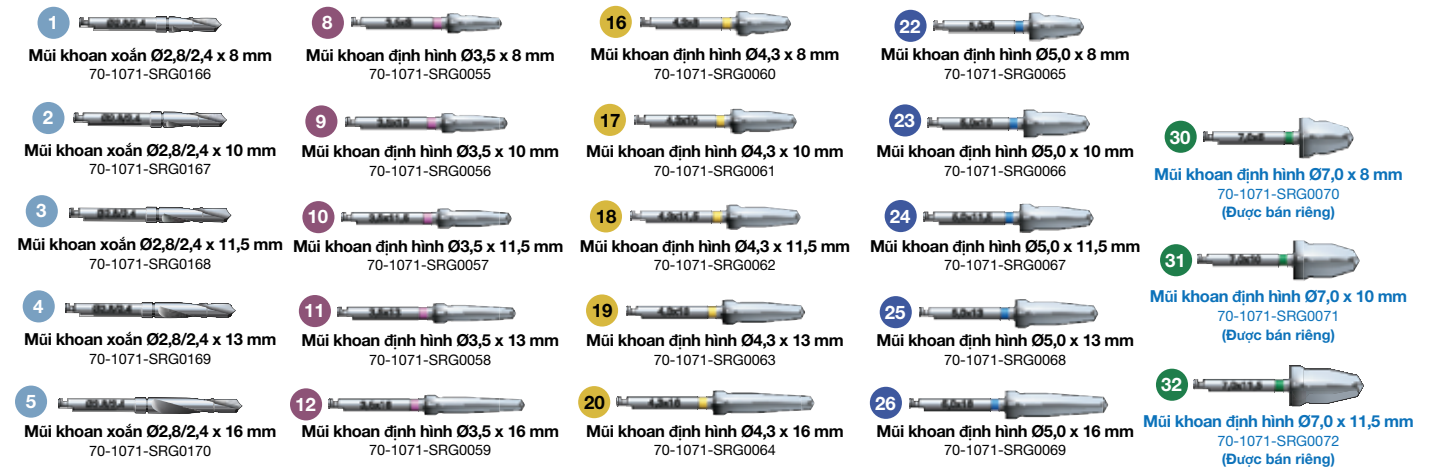 1
Mũi khoan xoắn Ø2,8/2,4 x 8 mm
70-1071-SRG0166
2
Mũi khoan xoắn Ø2,8/2,4 x 10 mm
70-1071-SRG0167
3
Mũi khoan xoắn Ø2,8/2,4 x 11,5 mm
70-1071-SRG0168
4
Mũi khoan xoắn Ø2,8/2,4 x 13 mm
70-1071-SRG0169
5
Mũi khoan xoắn Ø2,8/2,4 x 16 mm
70-1071-SRG0170
8
Mũi khoan định hình Ø3,5 x 8 mm
70-1071-SRG0055
9
Mũi khoan định hình Ø3,5 x 10 mm
70-1071-SRG0056
10
Mũi khoan định hình Ø3,5 x 11,5 mm
70-1071-SRG0057
11
Mũi khoan định hình Ø3,5 x 13 mm
70-1071-SRG0058
12
Mũi khoan định hình Ø3,5 x 16 mm
70-1071-SRG0059
16
Mũi khoan định hình Ø4,3 x 8 mm
70-1071-SRG0060
17
Mũi khoan định hình Ø4,3 x 10 mm
70-1071-SRG0061
18
Mũi khoan định hình Ø4,3 x 11,5 mm
70-1071-SRG0062
19
Mũi khoan định hình Ø4,3 x 13 mm
70-1071-SRG0063
20
Mũi khoan định hình Ø4,3 x 16 mm
70-1071-SRG0064
22
Mũi khoan định hình Ø5,0 x 8 mm
70-1071-SRG0065
23
Mũi khoan định hình Ø5,0 x 10 mm
70-1071-SRG0066
24
Mũi khoan định hình Ø5,0 x 11,5 mm
70-1071-SRG0067
25
Mũi khoan định hình Ø5,0 x 13 mm
70-1071-SRG0068
26
Mũi khoan định hình Ø5,0 x 16 mm
70-1071-SRG0069
30
Mũi khoan định hình Ø7,0 x 8 mm
70-1071-SRG0070
(Được bán riêng)
31
Mũi khoan định hình Ø7,0 x 10 mm
70-1071-SRG0071
(Được bán riêng)
32
Mũi khoan định hình Ø7,0 x 11,5 mm
70-1071-SRG0072
(Được bán riêng)